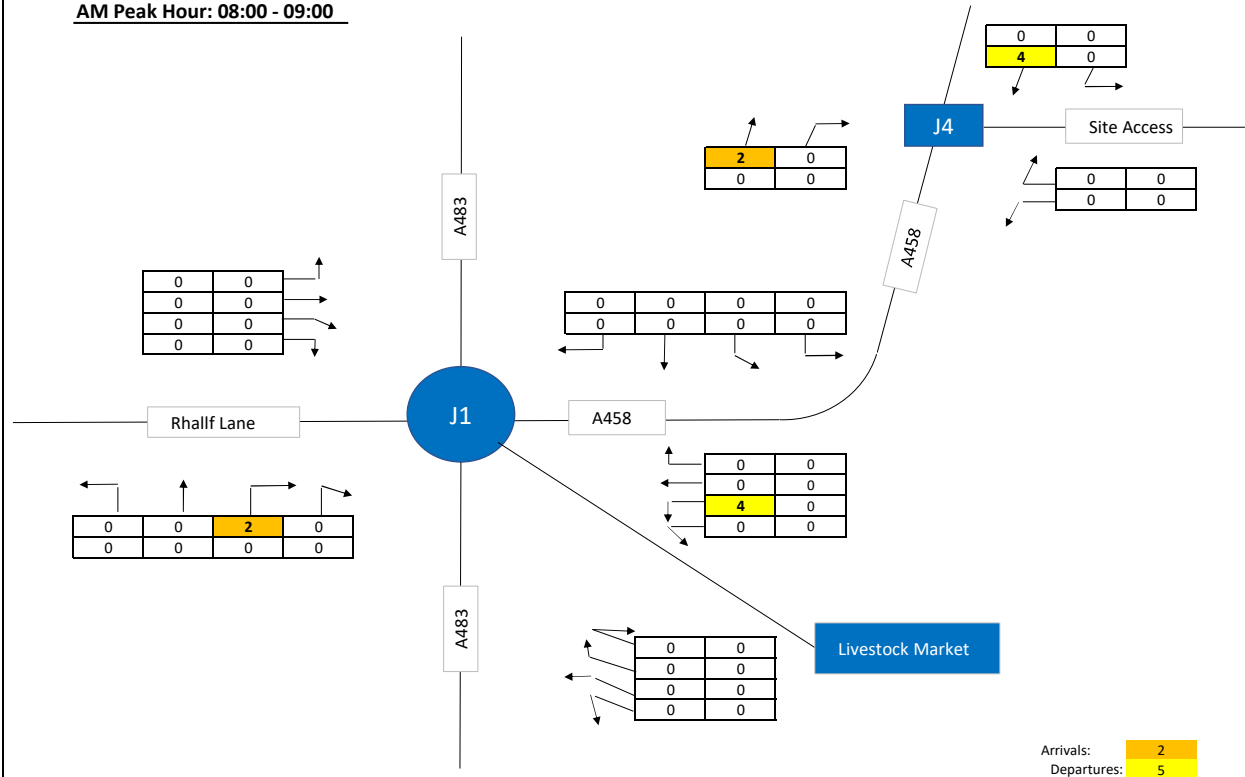 AM Peak Hour: 08:00 - 09:00
0 0
4 0
J4
Site Access
2 0
0 0
0 0
0 0
A483
A458
0 0
0 0
0 0
0 0
0 0 0 0
0 0 0 0
Rhallf Lane
J1
A458
0 0
0 0
4 0
0 0
0 0 2 0
0 0 0 0
A483
0 0
0 0
0 0
0 0
Livestock Market
Arrivals: 2
Departures: 5